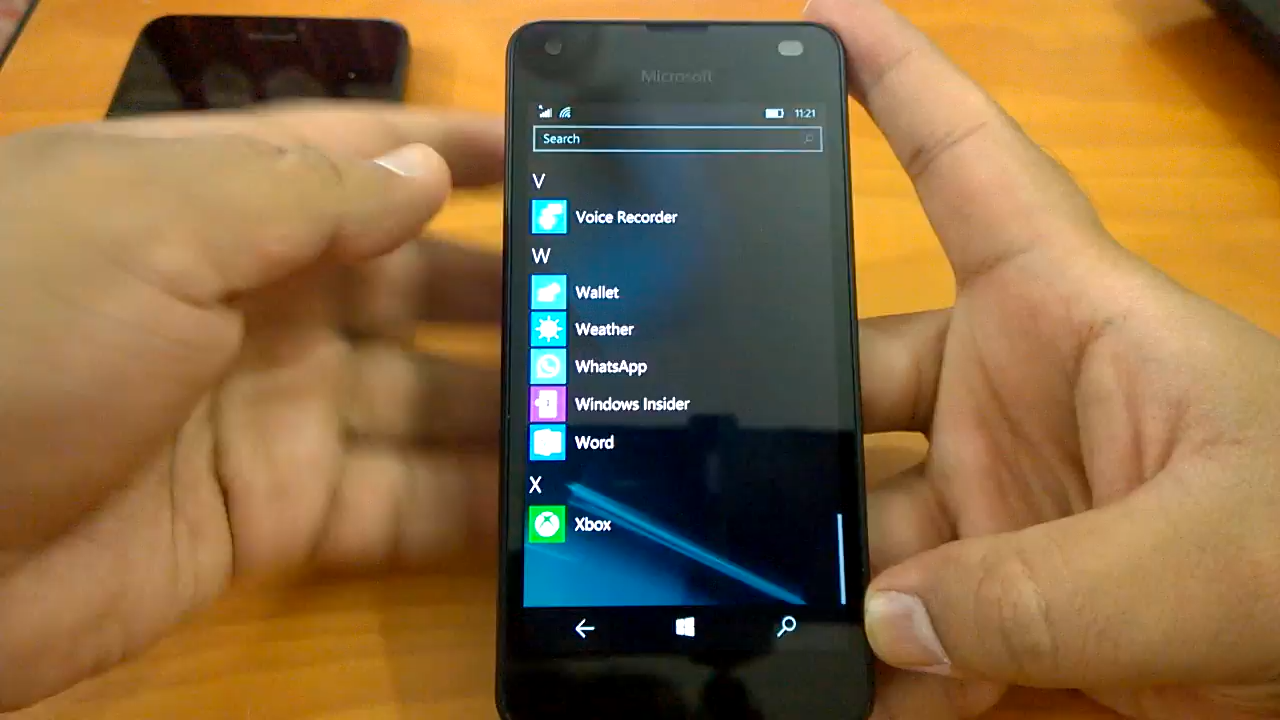 Microsoft
11:21
Search
V
Voice Recorder
W
Wallet
Weather
WhatsApp
Windows Insider
Word
X
Xbox